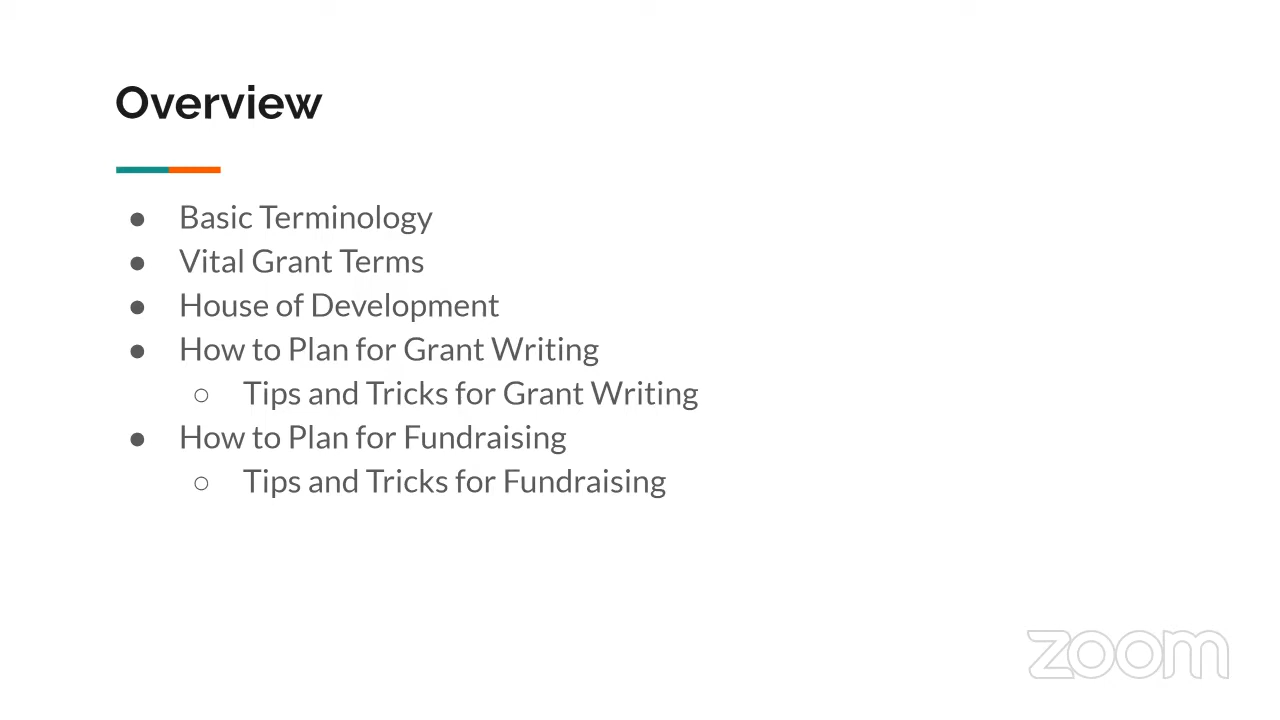 Overview
● Basic Terminology
● Vital Grant Terms
● House of Development
● How to Plan for Grant Writing
○ Tips and Tricks for Grant Writing
● How to Plan for Fundraising
○ Tips and Tricks for Fundraising
zoom